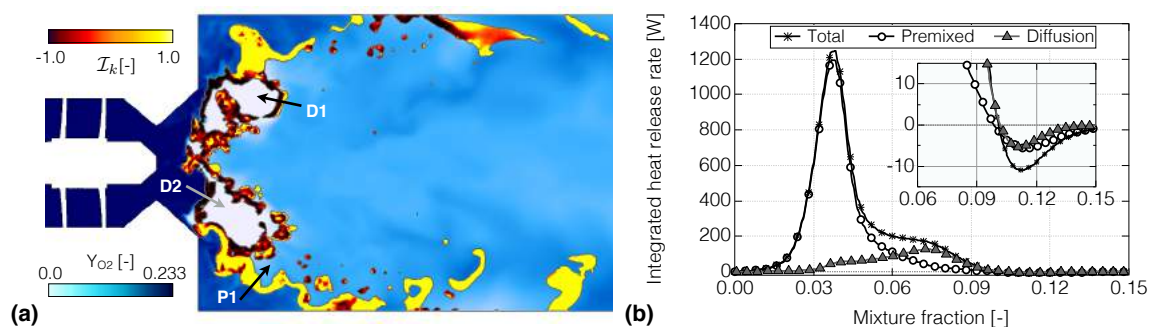 -1.0 1.0
I_k [-]
D1
D2
P1
Y_O2 [-]
0.0 0.233
(a)
Integrated heat release rate [W]
1400
1200
1000
800
600
400
200
0
Total Premixed Diffusion
10
0
-10
0.06 0.09 0.12 0.15
0.00 0.03 0.06 0.09 0.12 0.15
Mixture fraction [-]
(b)